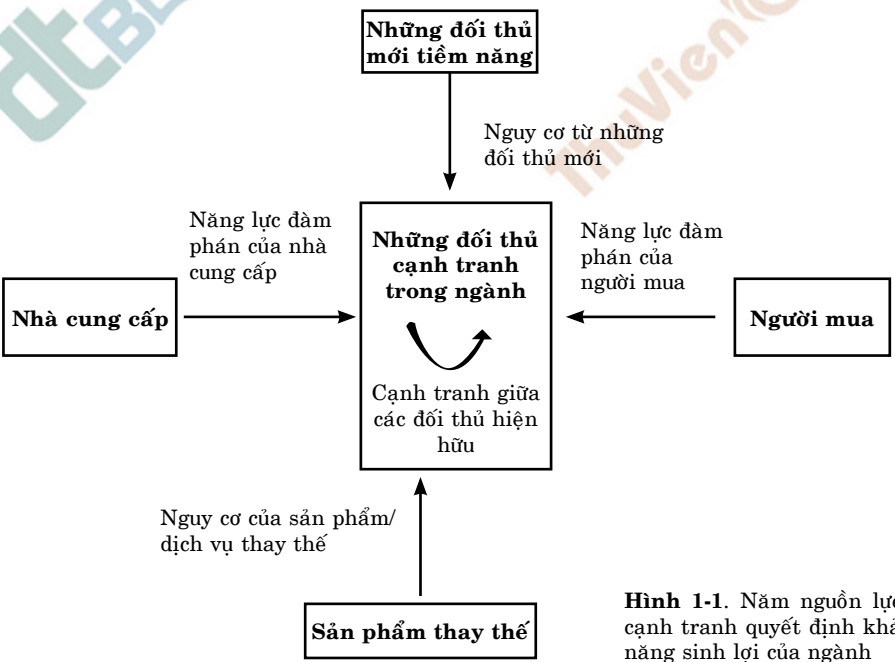 Những đối thủ
mới tiềm năng
Nguy cơ từ những
đối thủ mới
Năng lực đàm
phán của nhà
cung cấp
Những đối thủ
cạnh tranh
trong ngành
Năng lực đàm
phán của
người mua
Nhà cung cấp
Người mua
Cạnh tranh giữa
các đối thủ hiện
hữu
Nguy cơ của sản phẩm/
dịch vụ thay thế
Sản phẩm thay thế
Hình 1-1. Năm nguồn lực
cạnh tranh quyết định khả
năng sinh lợi của ngành